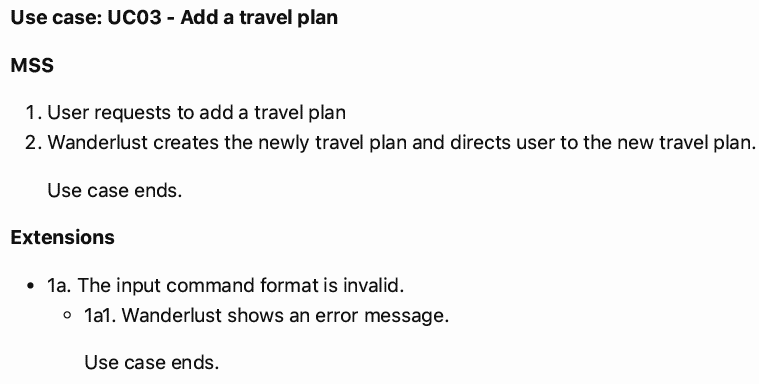 Use case: UC03 - Add a travel plan
MSS
1. User requests to add a travel plan
2. Wanderlust creates the newly travel plan and directs user to the new travel plan.
Use case ends.
Extensions
• 1a. The input command format is invalid.
○ 1a1. Wanderlust shows an error message.
Use case ends.